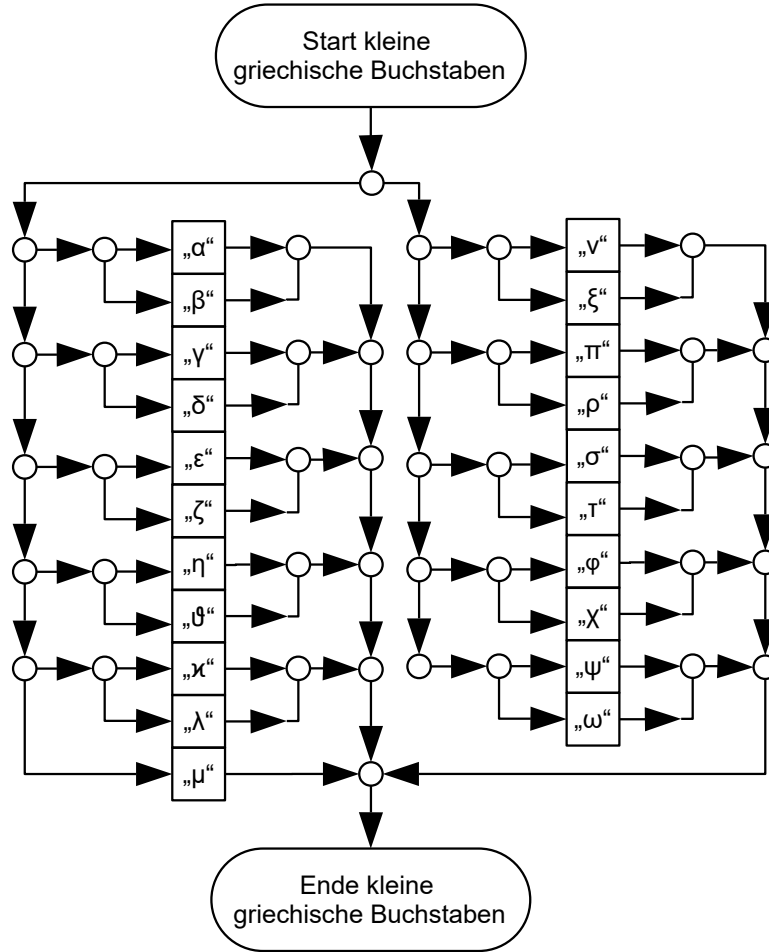 Start kleine
griechische Buchstaben
„α“
„β“
„γ“
„δ“
„ε“
„ζ“
„η“
„ϑ“
„ϰ“
„λ“
„μ“
„ν“
„ξ“
„π“
„ρ“
„σ“
„τ“
„φ“
„χ“
„ψ“
„ω“
Ende kleine
griechische Buchstaben